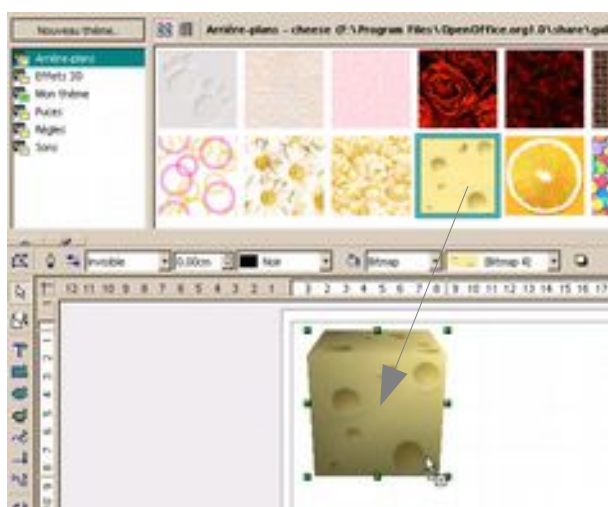 Nouveau thème...
Arrière-plans - cheese (F:\Program Files\OpenOffice.org1.0\share\gal
Arrière-plans
Effets 3D
Mon thème
Puces
Règles
Sons
invisible
0,00cm
Noir
Bitmap
Bitmap 4
12 11 10 9 8 7 6 5 4 3 2 1 1 2 3 4 5 6 7 8 9 10 11 12 13 14 15 16 17